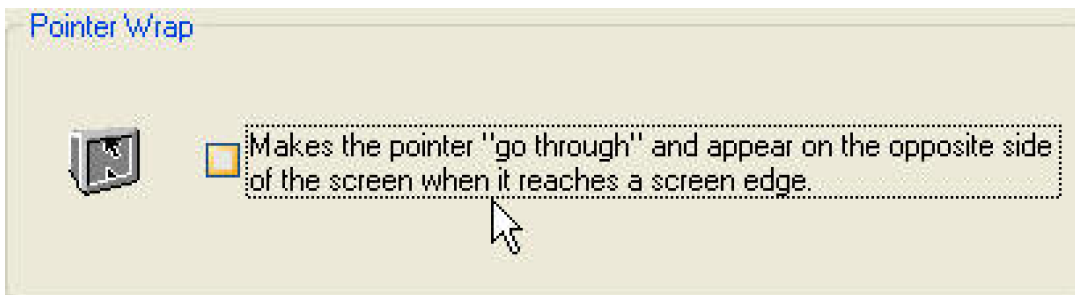 Pointer Wrap
Makes the pointer "go through" and appear on the opposite side
of the screen when it reaches a screen edge.